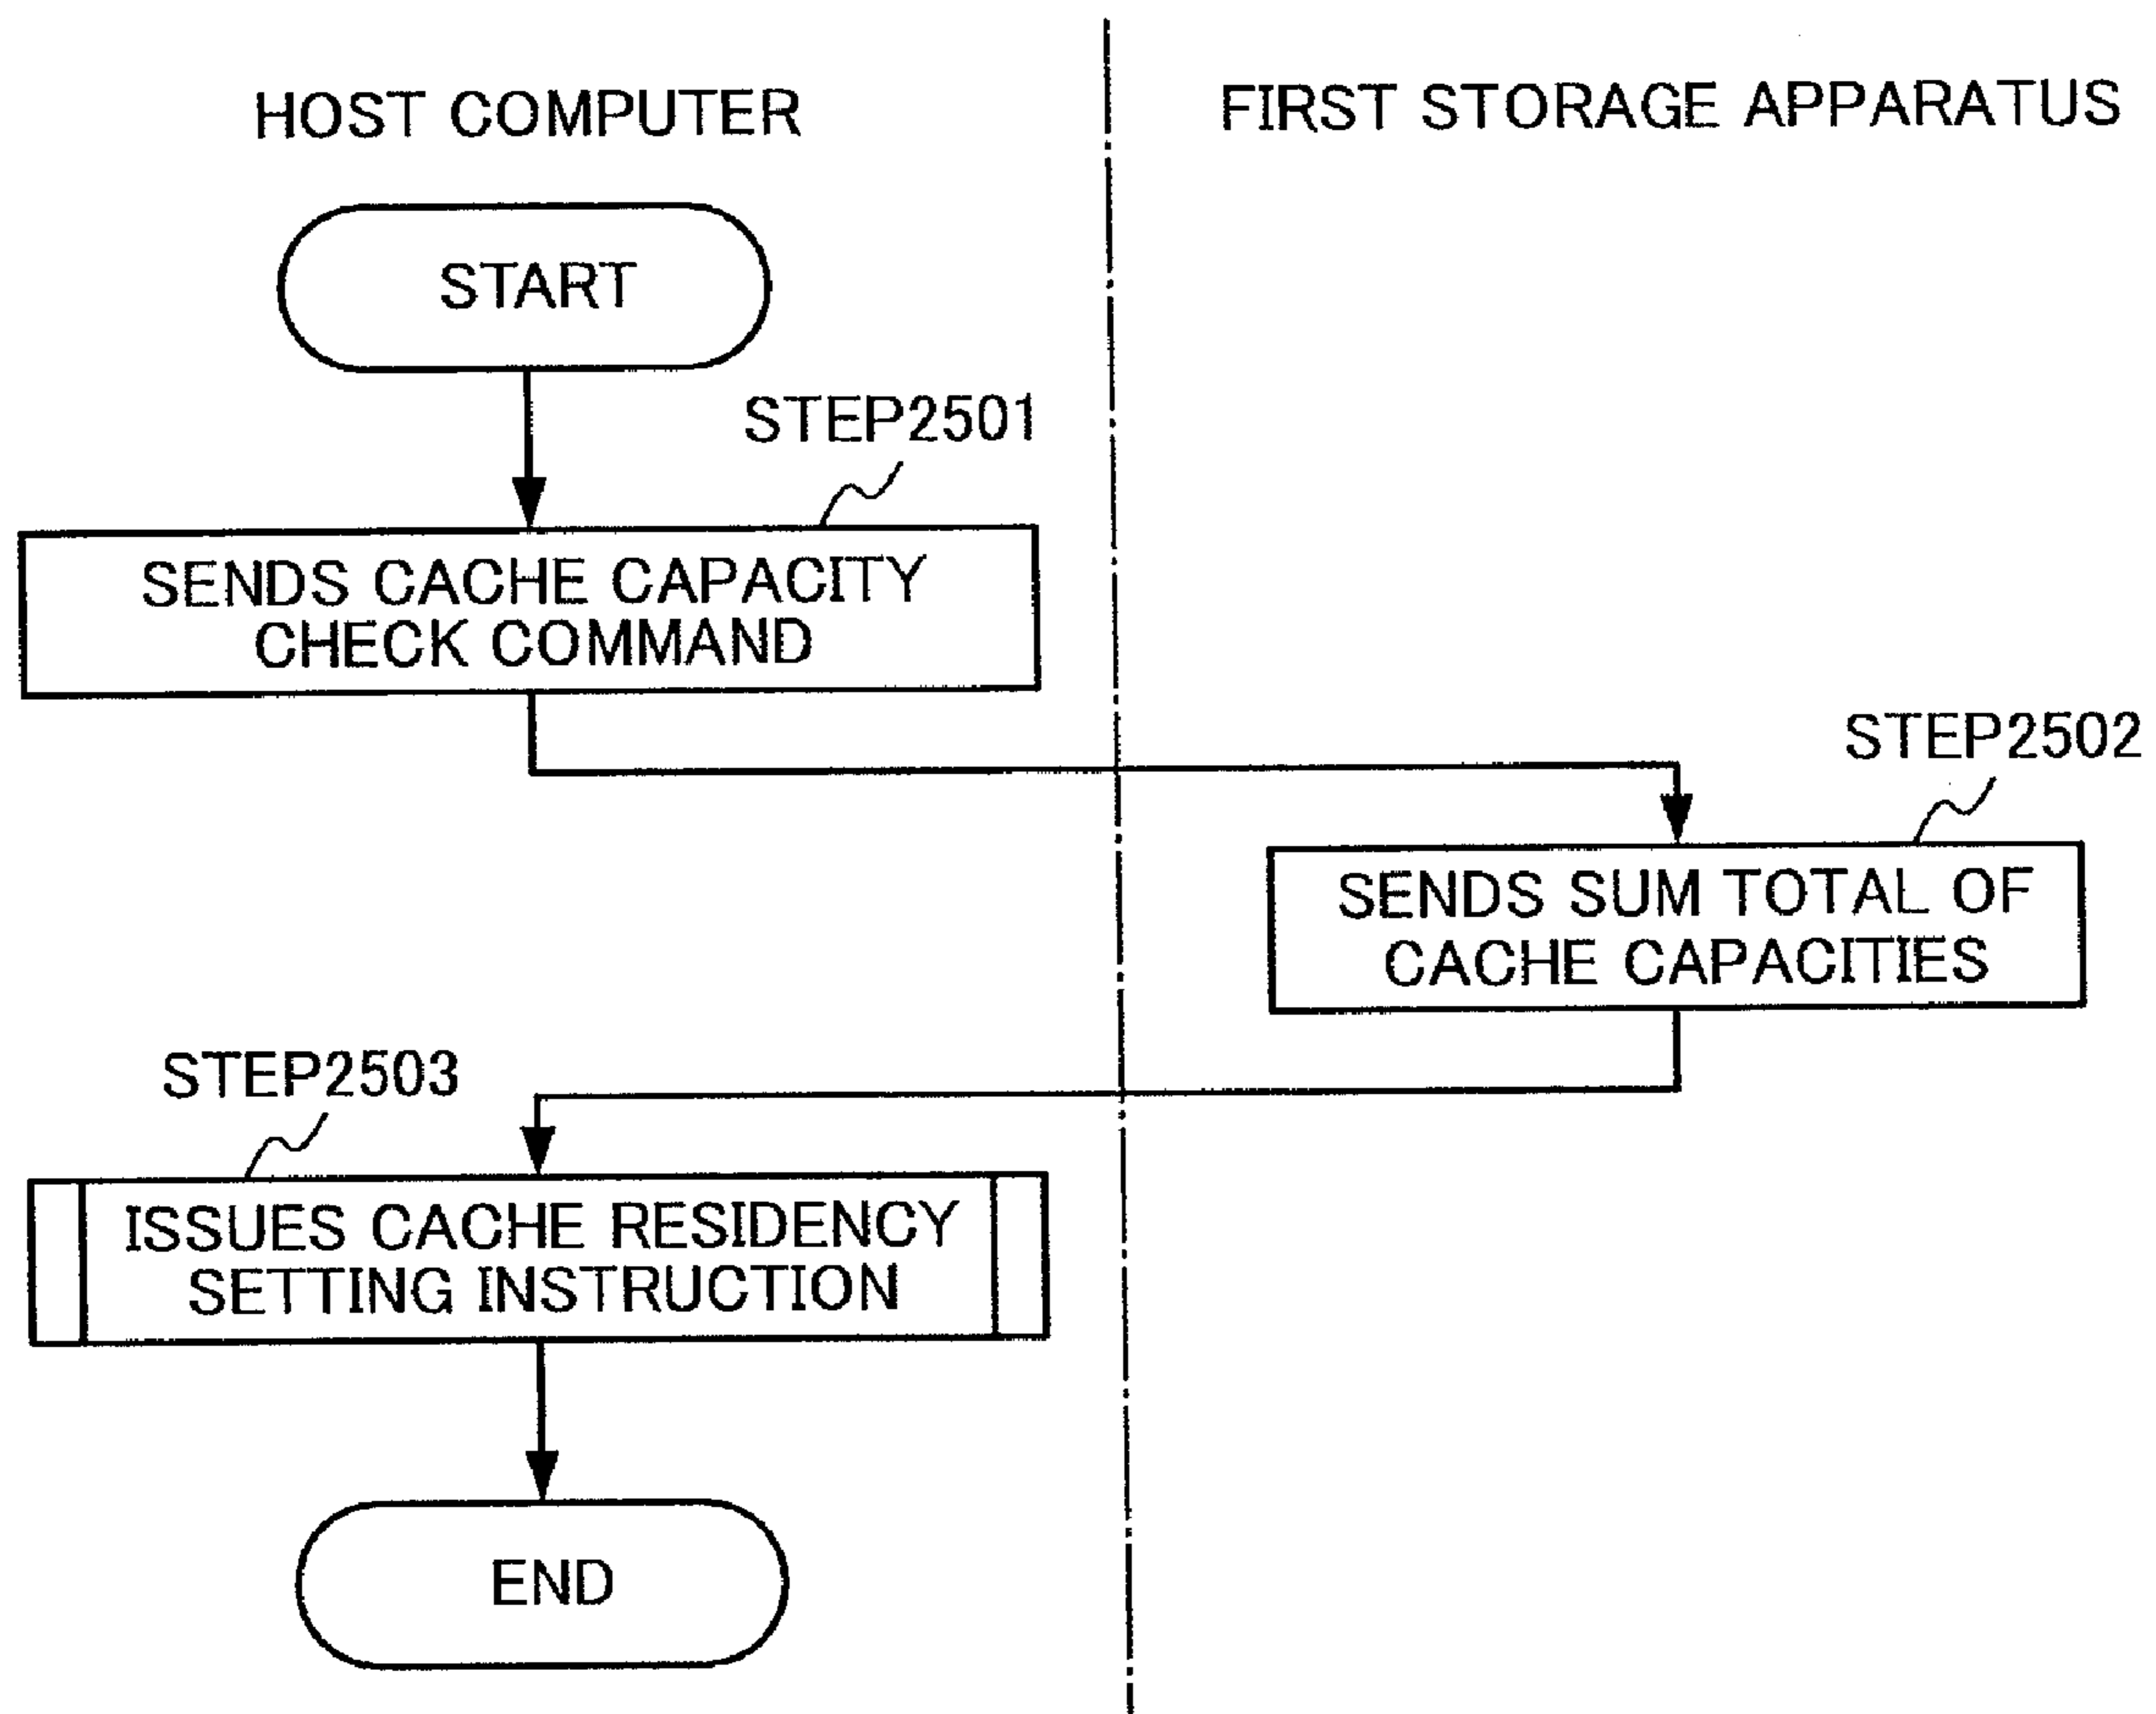 HOST COMPUTER
FIRST STORAGE APPARATUS
START
STEP2501
SENDS CACHE CAPACITY
CHECK COMMAND
STEP2502
SENDS SUM TOTAL OF
CACHE CAPACITIES
STEP2503
ISSUES CACHE RESIDENCY
SETTING INSTRUCTION
END